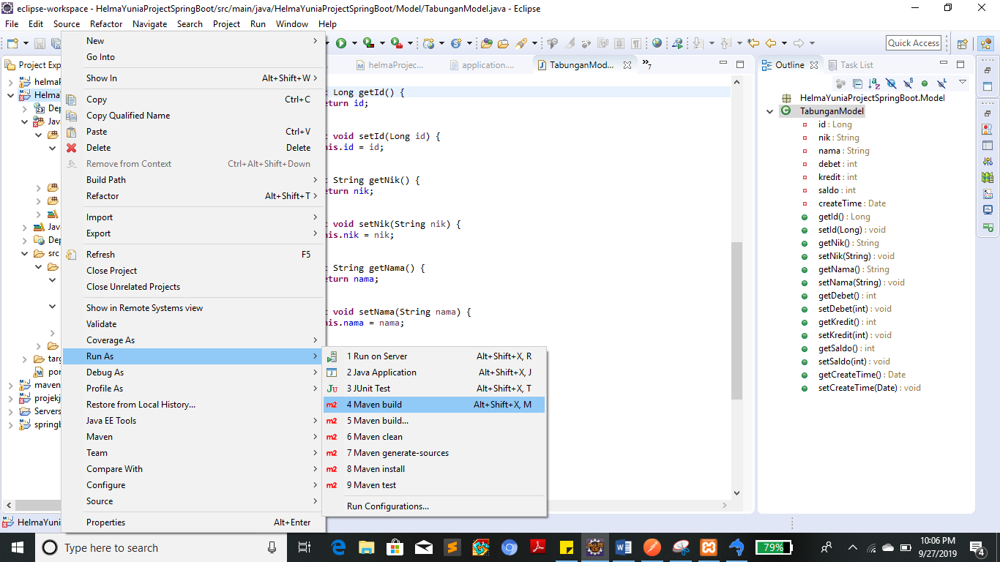 eclipse-workspace - HelmaYuniaProjectSpringBoot/src/main/java/HelmaYuniaProjectSpringBoot/Model/TabunganModel.java - Eclipse
File Edit Source Refactor Navigate Search Project Run Window Help
Quick Access
Project Exp
helmaP
HelmaY
Dep
Java
Java
Dep
src
targ
pom
maven
projek
Servers
springb
New
Go Into
Show In Alt+Shift+W
Copy Ctrl+C
Copy Qualified Name
Paste Ctrl+V
Delete Delete
Remove from Context Ctrl+Alt+Shift+Down
Build Path
Refactor Alt+Shift+T
Import
Export
Refresh F5
Close Project
Close Unrelated Projects
Show in Remote Systems view
Validate
Coverage As
Run As
Debug As
Profile As
Restore from Local History...
Java EE Tools
Maven
Team
Compare With
Configure
Source
Properties Alt+Enter
1 Run on Server Alt+Shift+X, R
2 Java Application Alt+Shift+X, J
3 JUnit Test Alt+Shift+X, T
4 Maven build Alt+Shift+X, M
5 Maven build...
6 Maven clean
7 Maven generate-sources
8 Maven install
9 Maven test
Run Configurations...
helmaProjec... application.... TabunganMod... 7
Long getId() {
turn id;
void setId(Long id) {
is.id = id;
String getNik() {
turn nik;
void setNik(String nik) {
is.nik = nik;
String getNama() {
turn nama;
void setNama(String nama) {
is.nama = nama;
Outline Task List
HelmaYuniaProjectSpringBoot.Model
TabunganModel
id : Long
nik : String
nama : String
debet : int
kredit : int
saldo : int
createTime : Date
getId() : Long
setId(Long) : void
getNik() : String
setNik(String) : void
getNama() : String
setNama(String) : void
getDebet() : int
setDebet(int) : void
getKredit() : int
setKredit(int) : void
getSaldo() : int
setSaldo(int) : void
getCreateTime() : Date
setCreateTime(Date) : void
HelmaYuni
Type here to search
79%
10:06 PM
9/27/2019
4